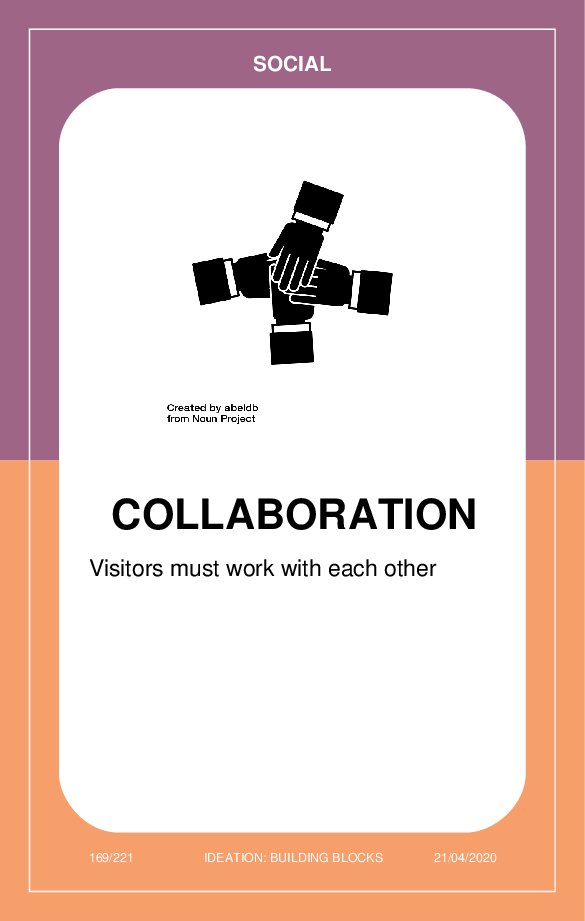 SOCIAL
Created by abeldb
from Noun Project
COLLABORATION
Visitors must work with each other
169/221 IDEATION: BUILDING BLOCKS 21/04/2020